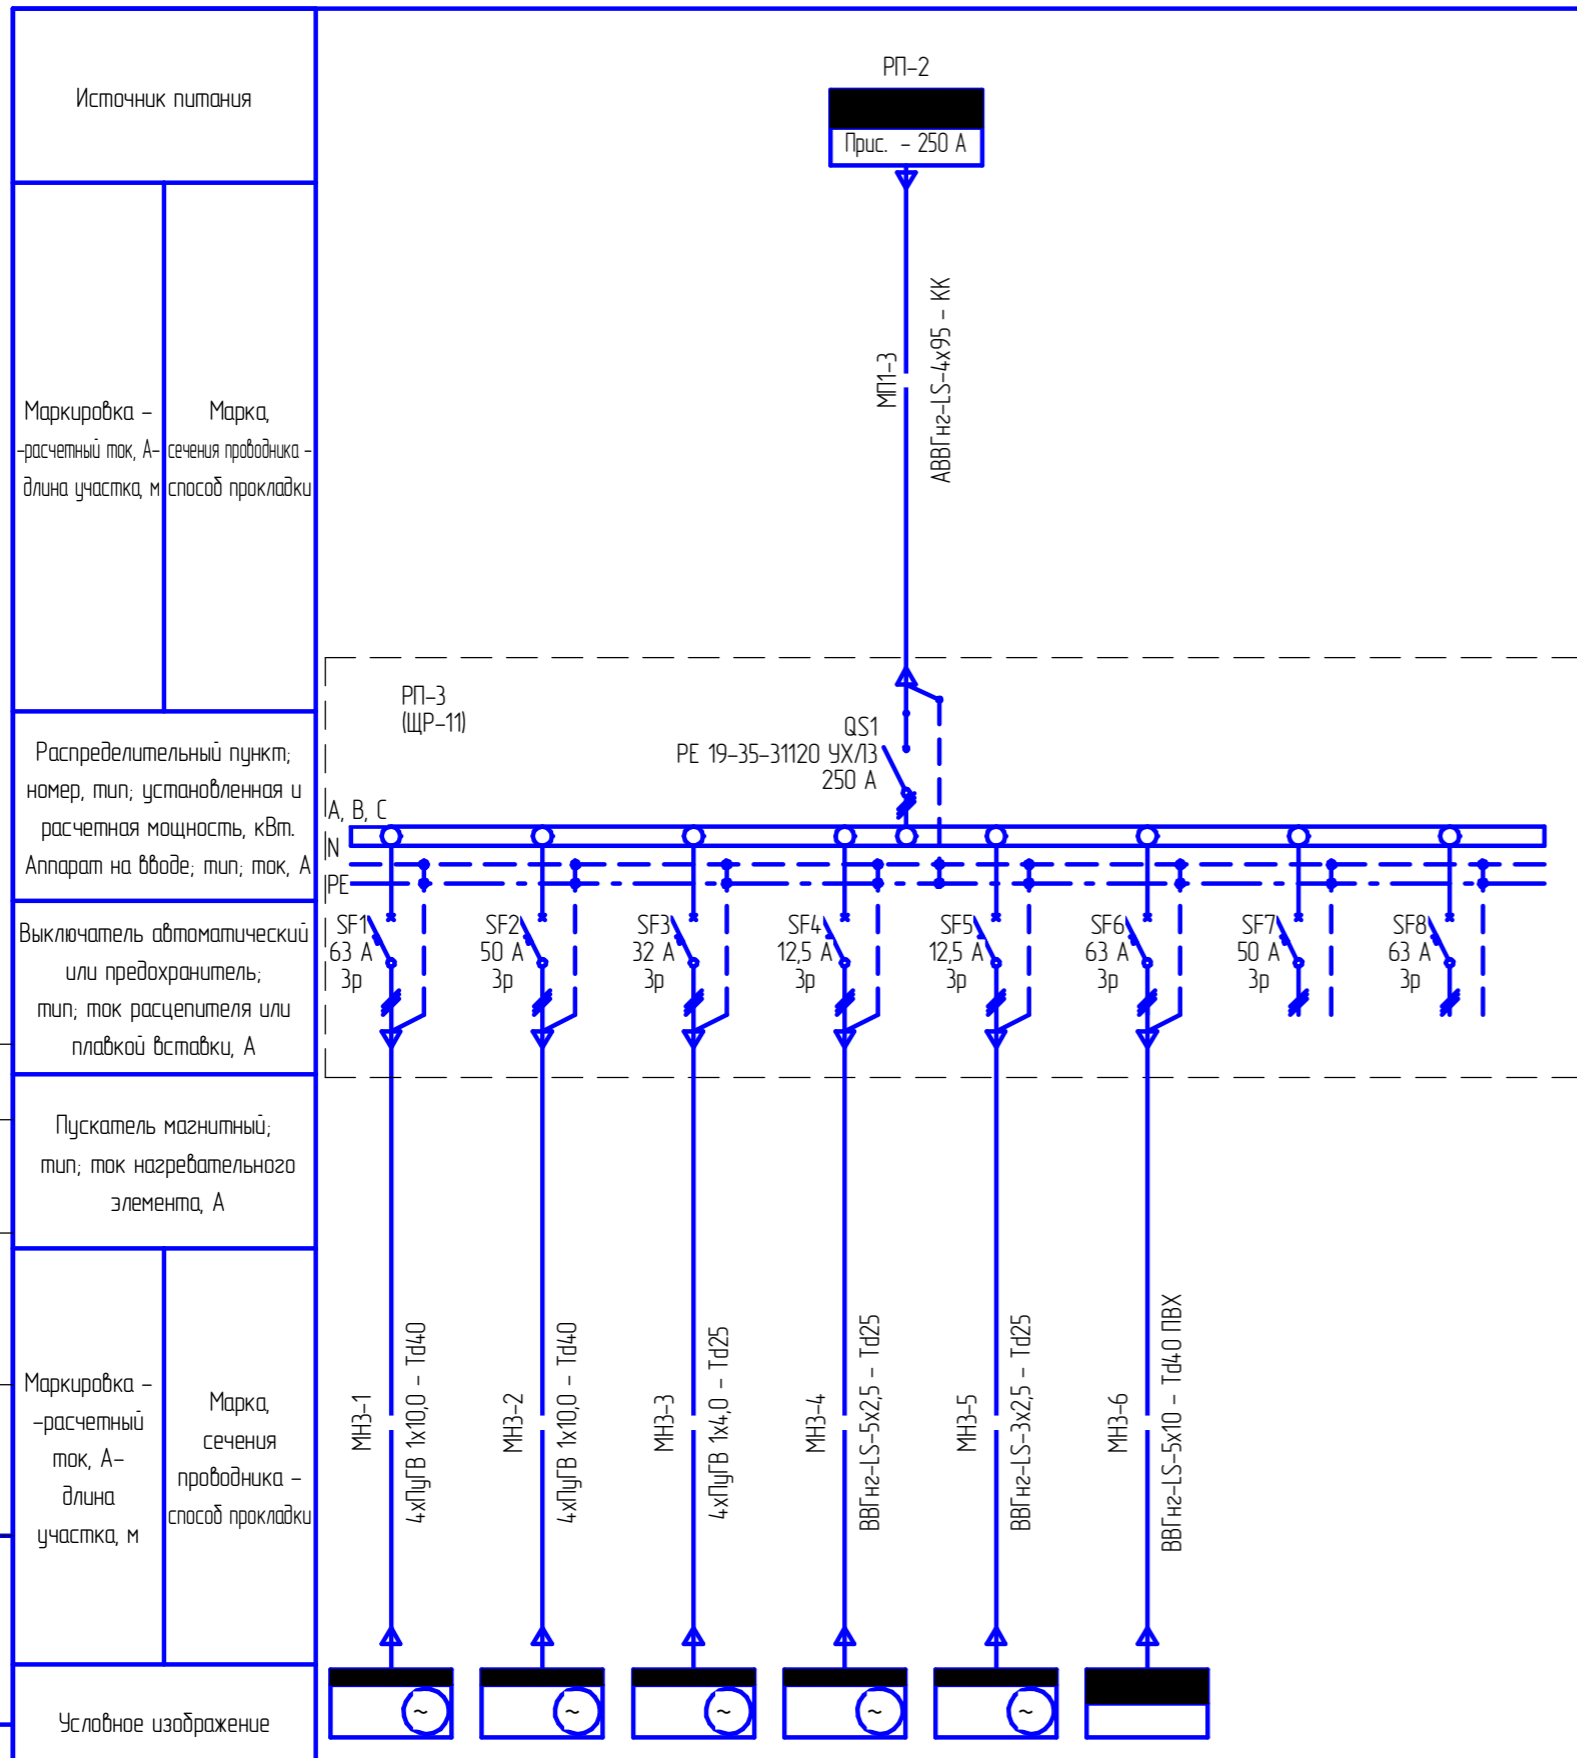 Источник питания
РП-2
Прис. - 250 А
Маркировка -
-расчетный ток, А-
длина участка, м
Марка,
сечения проводника -
способ прокладки
МП1-3
АВВГнг-LS-4х95 - КК
Распределительный пункт;
номер, тип; установленная и
расчетная мощность, кВт.
Аппарат на вводе; тип; ток, А
РП-3
(ЩР-11)
QS1
РЕ 19-35-31120 УХЛ3
250 А
А, В, С
N
PE
Выключатель автоматический
или предохранитель;
тип; ток расцепителя или
плавкой вставки, А
SF1
63 А
3р
SF2
50 А
3р
SF3
32 А
3р
SF4
12,5 А
3р
SF5
12,5 А
3р
SF6
63 А
3р
SF7
50 А
3р
SF8
63 А
3р
Пускатель магнитный;
тип; ток нагревательного
элемента, А
Маркировка -
-расчетный
ток, А-
длина
участка, м
Марка,
сечения
проводника -
способ прокладки
МН3-1
4хПуГВ 1х10,0 - Тd40
МН3-2
4хПуГВ 1х10,0 - Тd40
МН3-3
4хПуГВ 1х4,0 - Тd25
МН3-4
ВВГнг-LS-5х2,5 - Тd25
МН3-5
ВВГнг-LS-3х2,5 - Тd25
МН3-6
ВВГнг-LS-5х10 - Тd40 ПВХ
Условное изображение
~
~
~
~
~